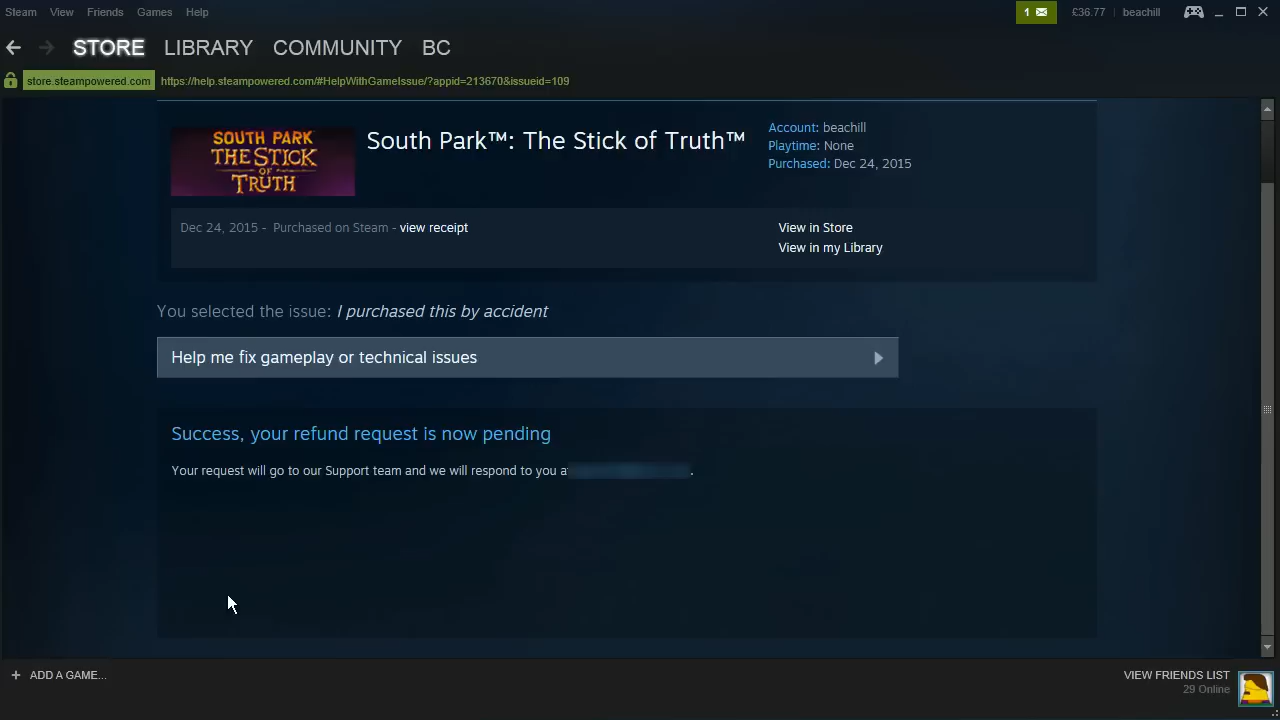 Steam View Friends Games Help
1 £36.77 beachill
STORE LIBRARY COMMUNITY BC
store.steampowered.com https://help.steampowered.com/#HelpWithGameIssue/?appid=213670&issueid=109
SOUTH PARK
THE STICK
OF
TRUTH
South Park™: The Stick of Truth™
Account: beachill
Playtime: None
Purchased: Dec 24, 2015
Dec 24, 2015 - Purchased on Steam - view receipt
View in Store
View in my Library
You selected the issue: I purchased this by accident
Help me fix gameplay or technical issues
Success, your refund request is now pending
Your request will go to our Support team and we will respond to you at .
+ ADD A GAME...
VIEW FRIENDS LIST
29 Online